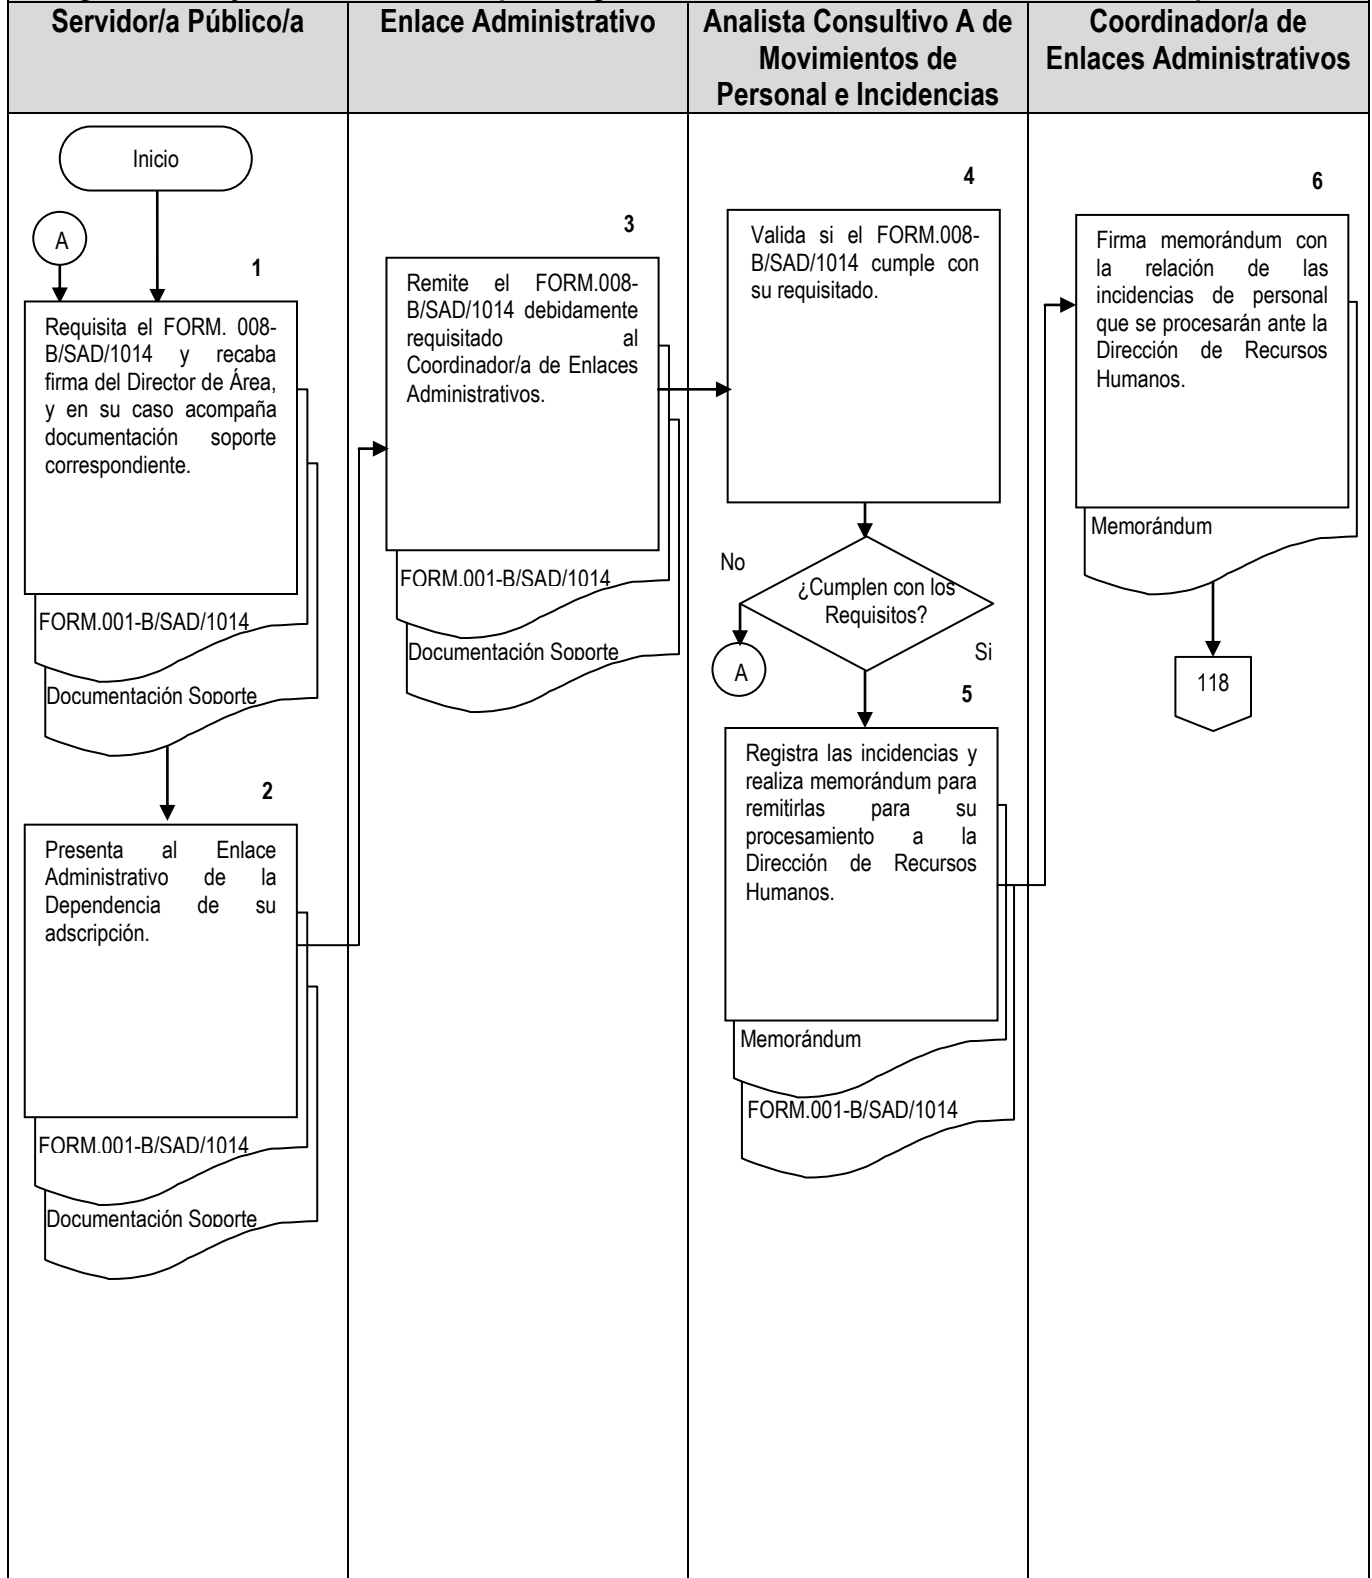 Servidor/a Público/a
Enlace Administrativo
Analista Consultivo A de
Movimientos de
Personal e Incidencias
Coordinador/a de
Enlaces Administrativos
Inicio
A
1
Requisita el FORM. 008-
B/SAD/1014 y recaba
firma del Director de Área,
y en su caso acompaña
documentación soporte
correspondiente.
FORM.001-B/SAD/1014
Documentación Soporte
2
Presenta al Enlace
Administrativo de la
Dependencia de su
adscripción.
FORM.001-B/SAD/1014
Documentación Soporte
3
Remite el FORM.008-
B/SAD/1014 debidamente
requisitado al
Coordinador/a de Enlaces
Administrativos.
FORM.001-B/SAD/1014
Documentación Soporte
4
Valida si el FORM.008-
B/SAD/1014 cumple con
su requisitado.
No
¿Cumplen con los
Requisitos?
Si
A
5
Registra las incidencias y
realiza memorándum para
remitirlas para su
procesamiento a la
Dirección de Recursos
Humanos.
Memorándum
FORM.001-B/SAD/1014
6
Firma memorándum con
la relación de las
incidencias de personal
que se procesarán ante la
Dirección de Recursos
Humanos.
Memorándum
118